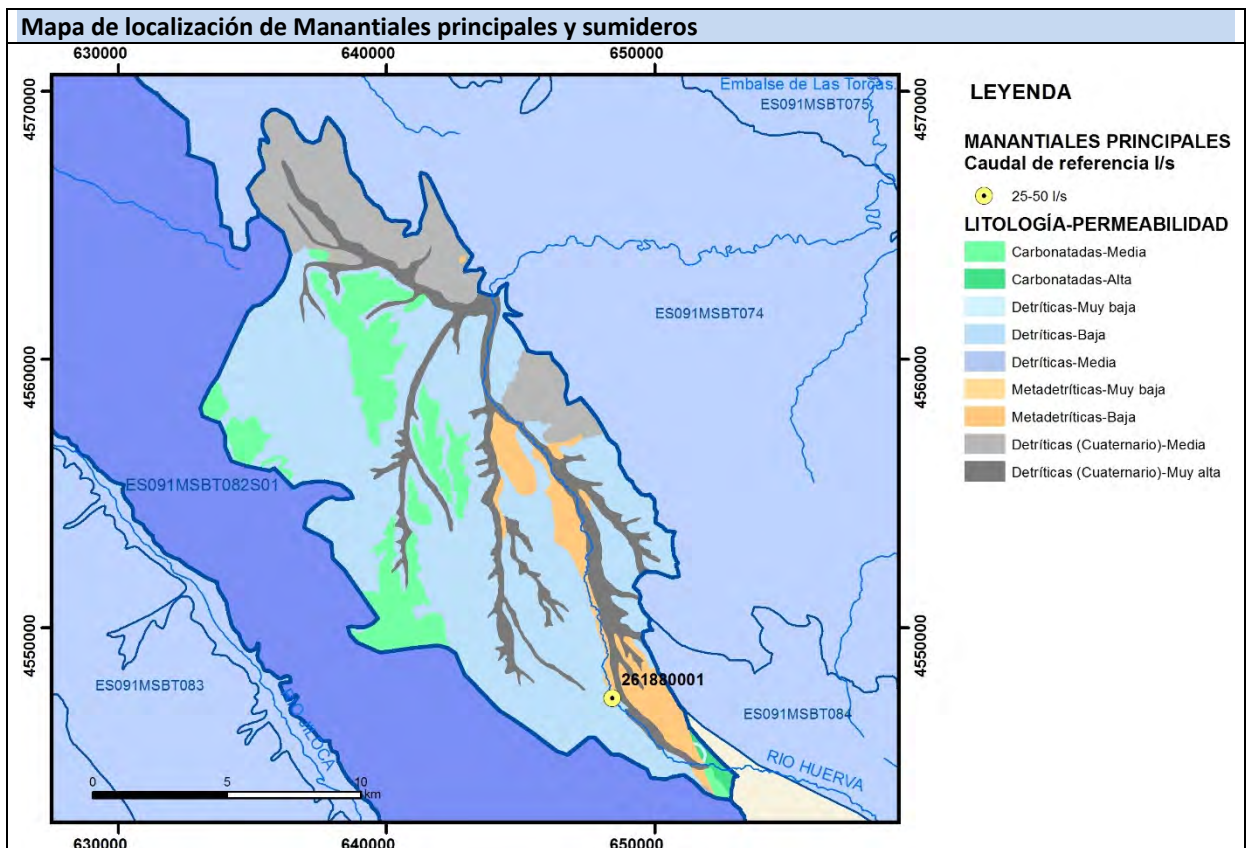 Mapa de localización de Manantiales principales y sumideros
630000
640000
650000
4570000
4570000
Embalse de Las Torcas.
ES091MSBT075
ES091MSBT074
4560000
4560000
ES091MSBT082S01
4550000
4550000
ES091MSBT083
RIO JILOCA
261880001
ES091MSBT084
RIO HUERVA
0
5
10
km
630000
640000
650000
LEYENDA
MANANTIALES PRINCIPALES
Caudal de referencia l/s
25-50 l/s
LITOLOGÍA-PERMEABILIDAD
Carbonatadas-Media
Carbonatadas-Alta
Detríticas-Muy baja
Detríticas-Baja
Detríticas-Media
Metadetríticas-Muy baja
Metadetríticas-Baja
Detríticas (Cuaternario)-Media
Detríticas (Cuaternario)-Muy alta